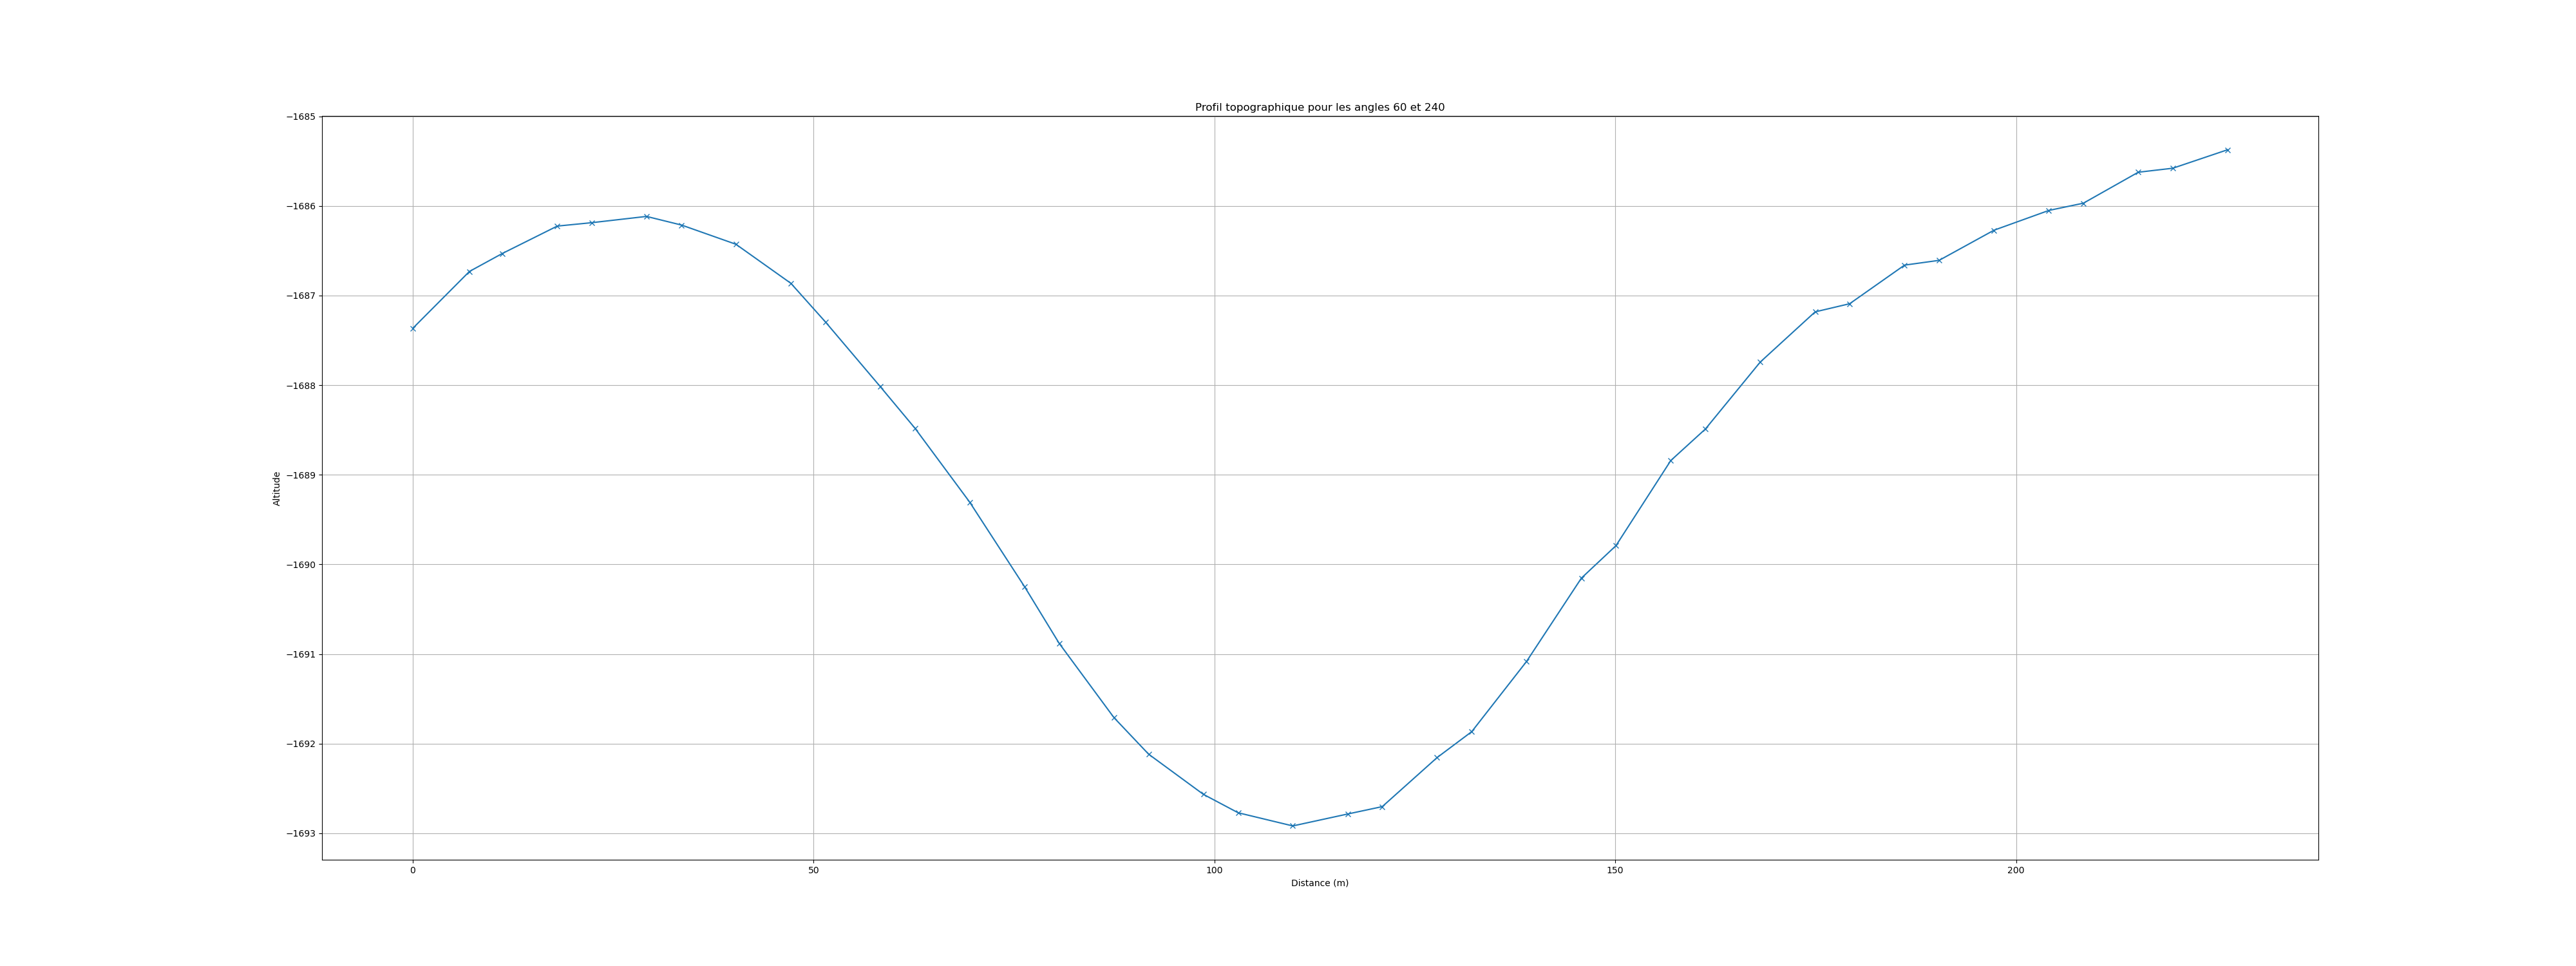 Profil topographique pour les angles 60 et 240
Altitude
−1685
−1686
−1687
−1688
−1689
−1690
−1691
−1692
−1693
0 50 100 150 200
Distance (m)